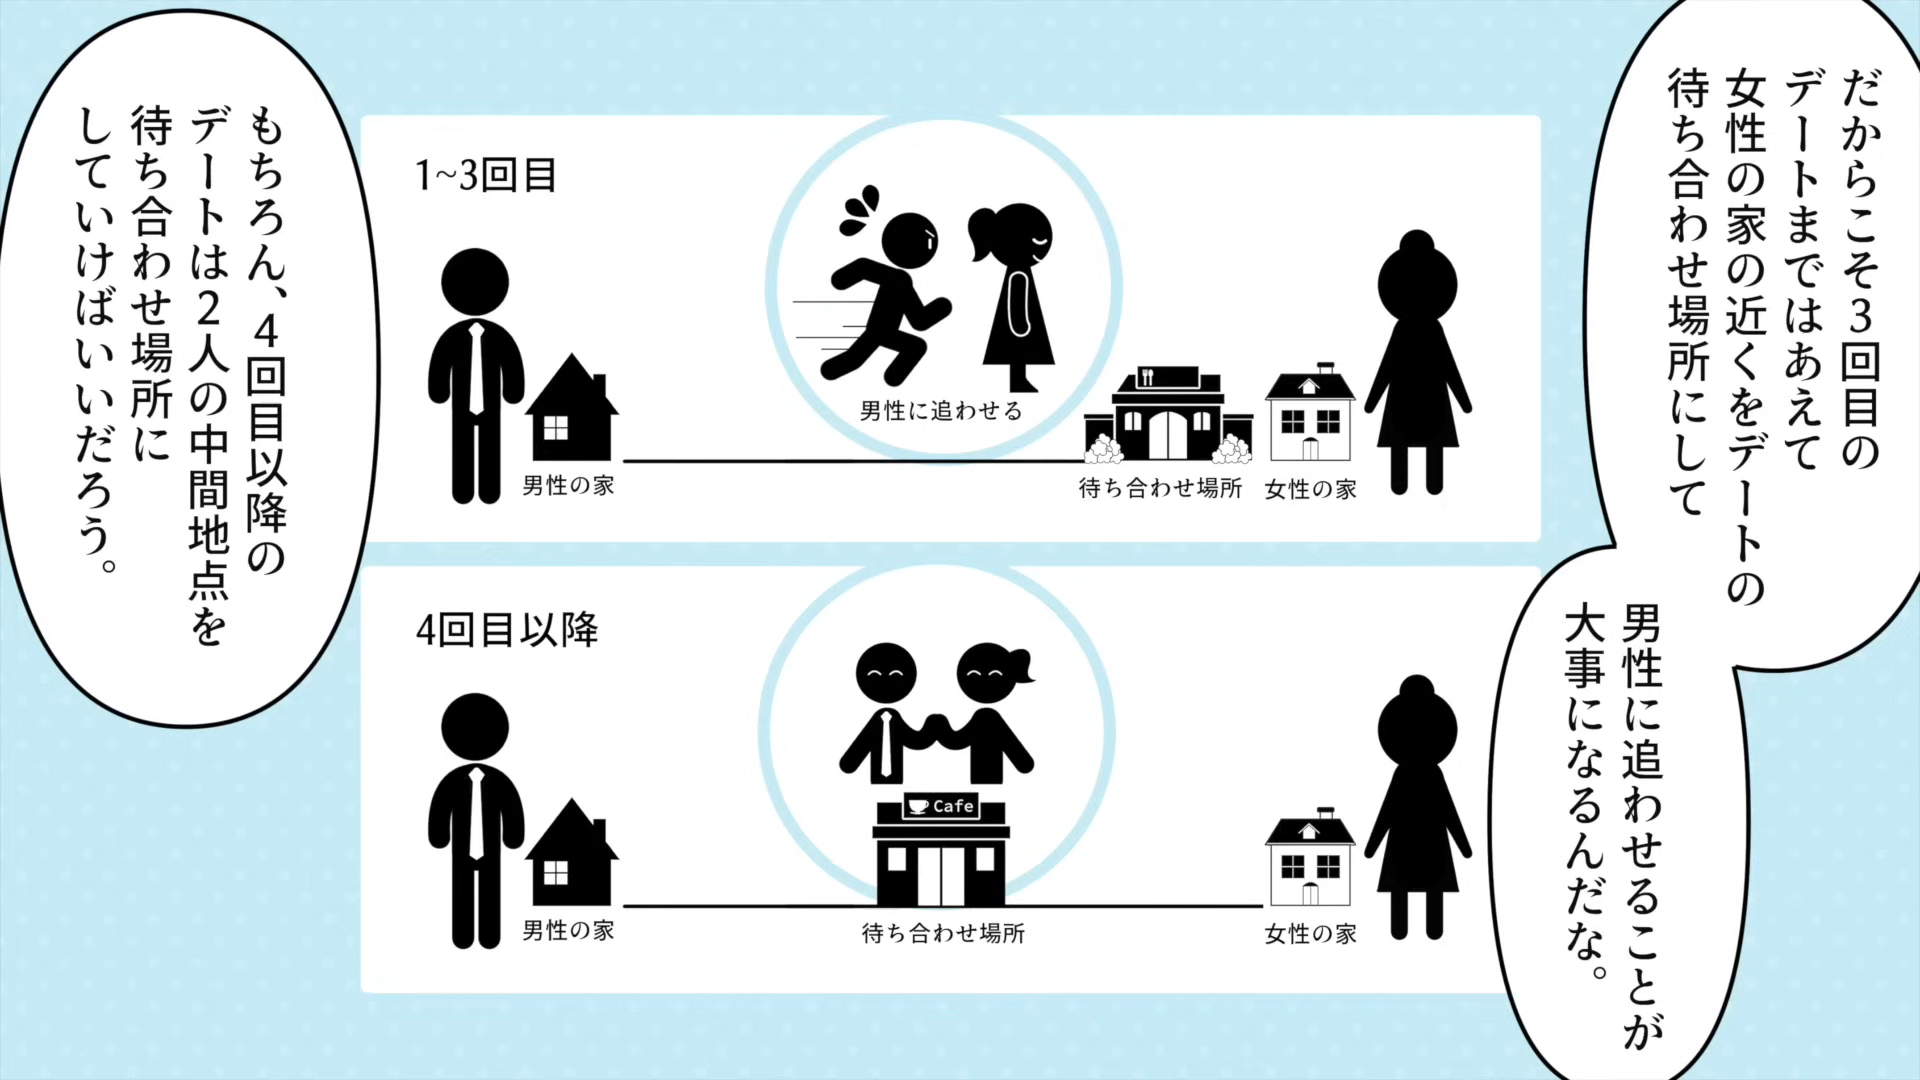 だからこそ3回目の
デートまではあえて
女性の家の近くをデートの
待ち合わせ場所にして
男性に追わせることが
大事になるんだな。
1~3回目
男性に追わせる
男性の家
待ち合わせ場所
女性の家
4回目以降
Cafe
男性の家
待ち合わせ場所
女性の家
もちろん、4回目以降の
デートは2人の中間地点を
待ち合わせ場所に
していけばいいだろう。